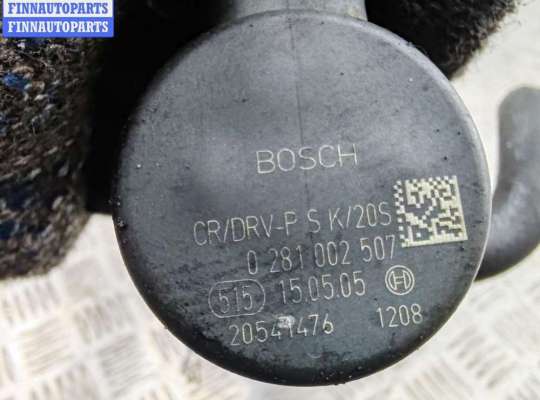 FINNAUTOPARTS
FINNAUTOPARTS
BOSCH
CR/DRV-P S K/20S
0 281 002 507
515 15.05.05
20541476 1208